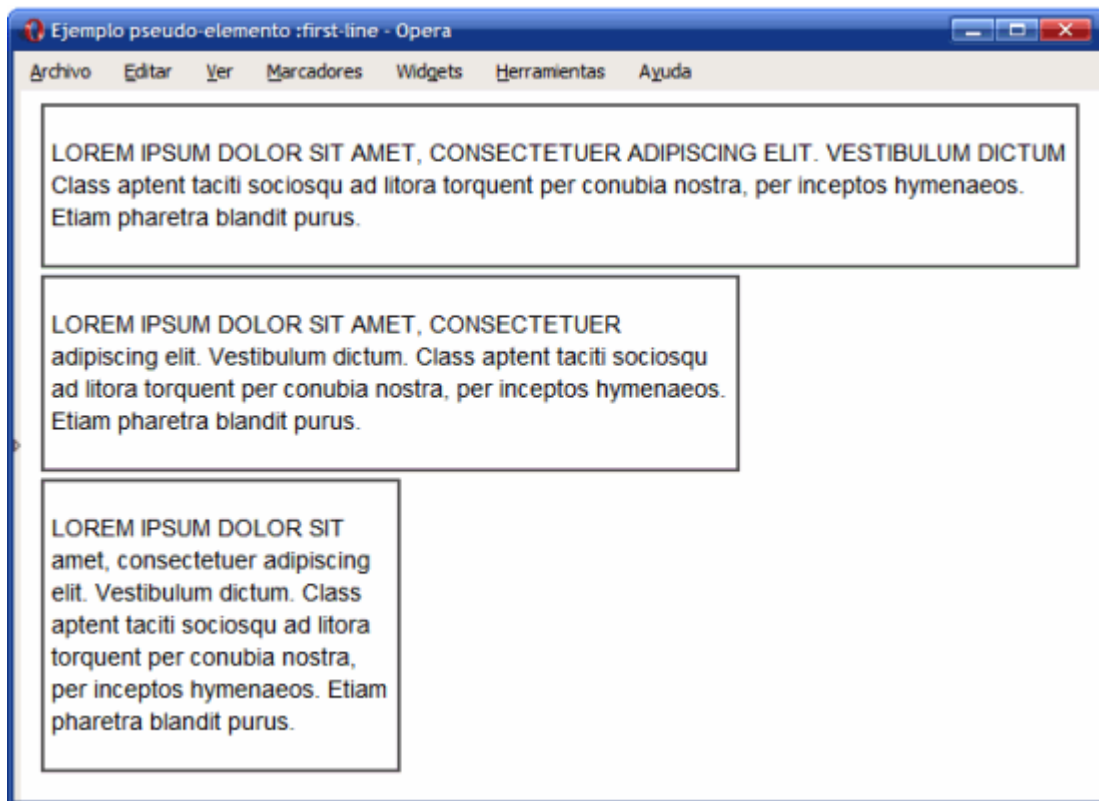 Ejemplo pseudo-elemento :first-line - Opera
Archivo Editar Ver Marcadores Widgets Herramientas Ayuda
LOREM IPSUM DOLOR SIT AMET, CONSECTETUER ADIPISCING ELIT. VESTIBULUM DICTUM
Class aptent taciti sociosqu ad litora torquent per conubia nostra, per inceptos hymenaeos.
Etiam pharetra blandit purus.
LOREM IPSUM DOLOR SIT AMET, CONSECTETUER
adipiscing elit. Vestibulum dictum. Class aptent taciti sociosqu
ad litora torquent per conubia nostra, per inceptos hymenaeos.
Etiam pharetra blandit purus.
LOREM IPSUM DOLOR SIT
amet, consectetuer adipiscing
elit. Vestibulum dictum. Class
aptent taciti sociosqu ad litora
torquent per conubia nostra,
per inceptos hymenaeos. Etiam
pharetra blandit purus.